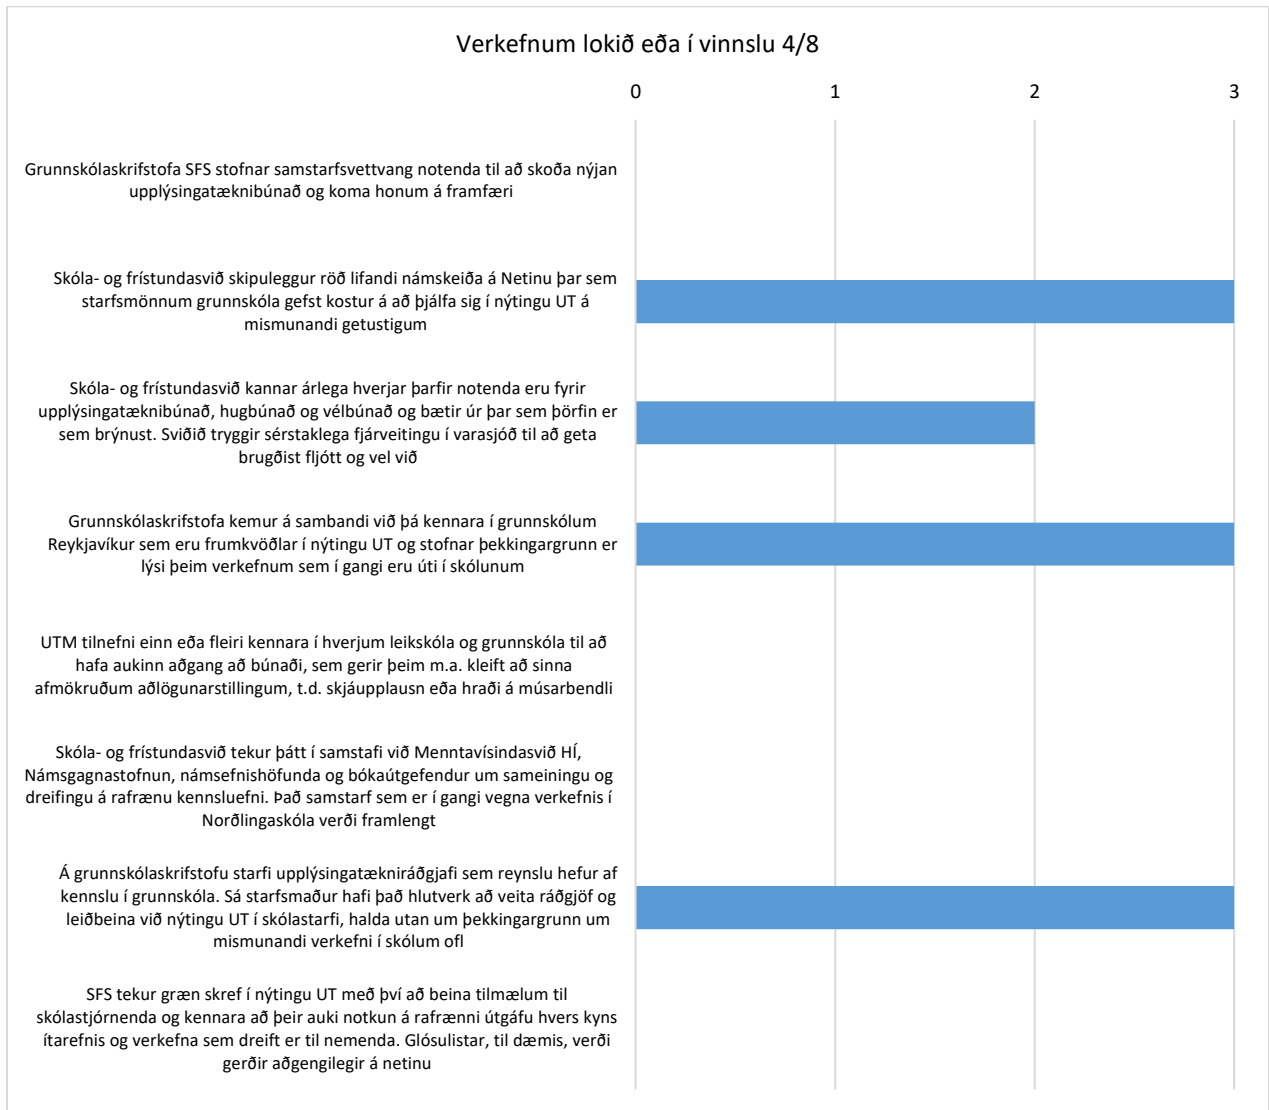 Verkefnum lokið eða í vinnslu 4/8
0 1 2 3
Grunnskólaskrifstofa SFS stofnar samstarfsvettvang notenda til að skoða nýjan
upplýsingatæknibúnað og koma honum á framfæri
Skóla- og frístundasvið skipuleggur röð lifandi námskeiða á Netinu þar sem
starfsmönnum grunnskóla gefst kostur á að þjálfa sig í nýtingu UT á
mismunandi getustigum
Skóla- og frístundasvið kannar árlega hverjar þarfir notenda eru fyrir
upplýsingatæknibúnað, hugbúnað og vélbúnað og bætir úr þar sem þörfin er
sem brýnust. Sviðið tryggir sérstaklega fjárveitingu í varasjóð til að geta
brugðist fljótt og vel við
Grunnskólaskrifstofa kemur á sambandi við þá kennara í grunnskólum
Reykjavíkur sem eru frumkvöðlar í nýtingu UT og stofnar þekkingargrunn er
lýsi þeim verkefnum sem í gangi eru úti í skólunum
UTM tilnefni einn eða fleiri kennara í hverjum leikskóla og grunnskóla til að
hafa aukinn aðgang að búnaði, sem gerir þeim m.a. kleift að sinna
afmökruðum aðlögunarstillingum, t.d. skjáupplausn eða hraði á músarbendli
Skóla- og frístundasvið tekur þátt í samstafi við Menntavísindasvið HÍ,
Námsgagnastofnun, námsefnishöfunda og bókaútgefendur um sameiningu og
dreifingu á rafrænu kennsluefni. Það samstarf sem er í gangi vegna verkefnis í
Norðlingaskóla verði framlengt
Á grunnskólaskrifstofu starfi upplýsingatækniráðgjafi sem reynslu hefur af
kennslu í grunnskóla. Sá starfsmaður hafi það hlutverk að veita ráðgjöf og
leiðbeina við nýtingu UT í skólastarfi, halda utan um þekkingargrunn um
mismunandi verkefni í skólum ofl
SFS tekur græn skref í nýtingu UT með því að beina tilmælum til
skólastjórnenda og kennara að þeir auki notkun á rafrænni útgáfu hvers kyns
ítarefnis og verkefna sem dreift er til nemenda. Glósulistar, til dæmis, verði
gerðir aðgengilegir á netinu